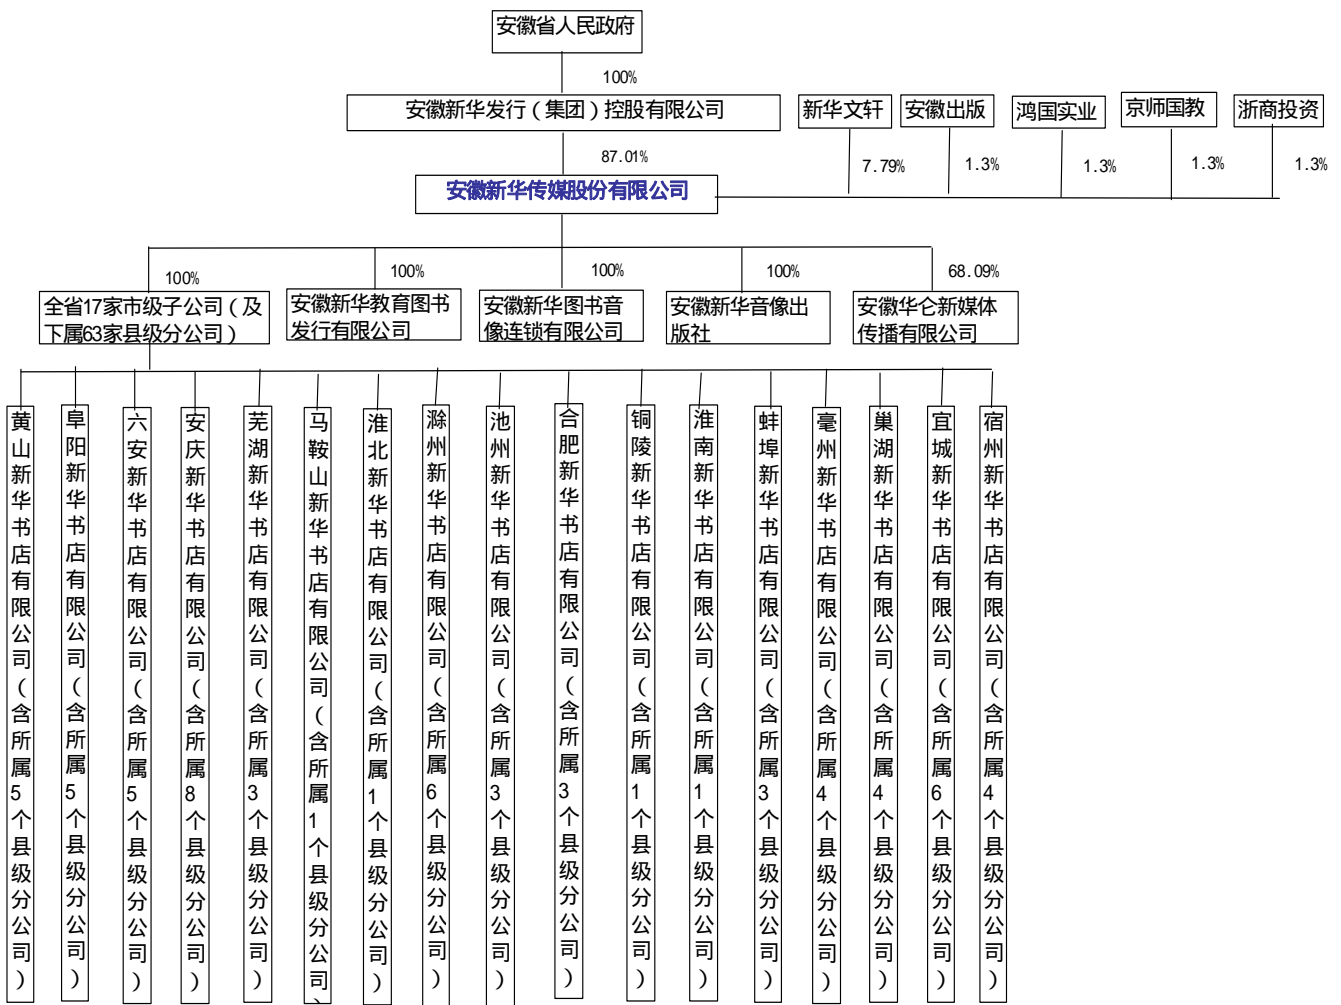 安徽省人民政府
100%
安徽新华发行（集团）控股有限公司
新华文轩
安徽出版
鸿国实业
京师国教
浙商投资
87.01%
7.79%
1.3%
1.3%
1.3%
1.3%
安徽新华传媒股份有限公司
100%
100%
100%
100%
68.09%
全省17家市级子公司（及
下属63家县级分公司）
安徽新华教育图书
发行有限公司
安徽新华图书音
像连锁有限公司
安徽新华音像出
版社
安徽华仑新媒体
传播有限公司
黄山新华书店有限公司（含所属5个县级分公司）
阜阳新华书店有限公司（含所属5个县级分公司）
六安新华书店有限公司（含所属5个县级分公司）
安庆新华书店有限公司（含所属8个县级分公司）
芜湖新华书店有限公司（含所属3个县级分公司）
马鞍山新华书店有限公司（含所属1个县级分公司）
淮北新华书店有限公司（含所属1个县级分公司）
滁州新华书店有限公司（含所属6个县级分公司）
池州新华书店有限公司（含所属3个县级分公司）
合肥新华书店有限公司（含所属3个县级分公司）
铜陵新华书店有限公司（含所属1个县级分公司）
淮南新华书店有限公司（含所属1个县级分公司）
蚌埠新华书店有限公司（含所属3个县级分公司）
亳州新华书店有限公司（含所属4个县级分公司）
巢湖新华书店有限公司（含所属4个县级分公司）
宜城新华书店有限公司（含所属6个县级分公司）
宿州新华书店有限公司（含所属4个县级分公司）